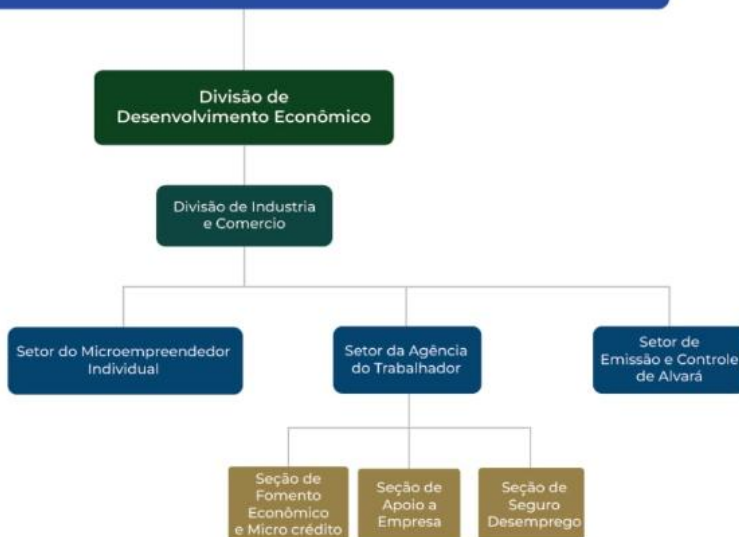 Divisão de
Desenvolvimento Econômico
Divisão de Industria
e Comercio
Setor do Microempreendedor
Individual
Setor da Agência
do Trabalhador
Setor de
Emissão e Controle
de Alvará
Seção de
Fomento
Econômico
e Micro crédito
Seção de
Apoio a
Empresa
Seção de
Seguro
Desemprego